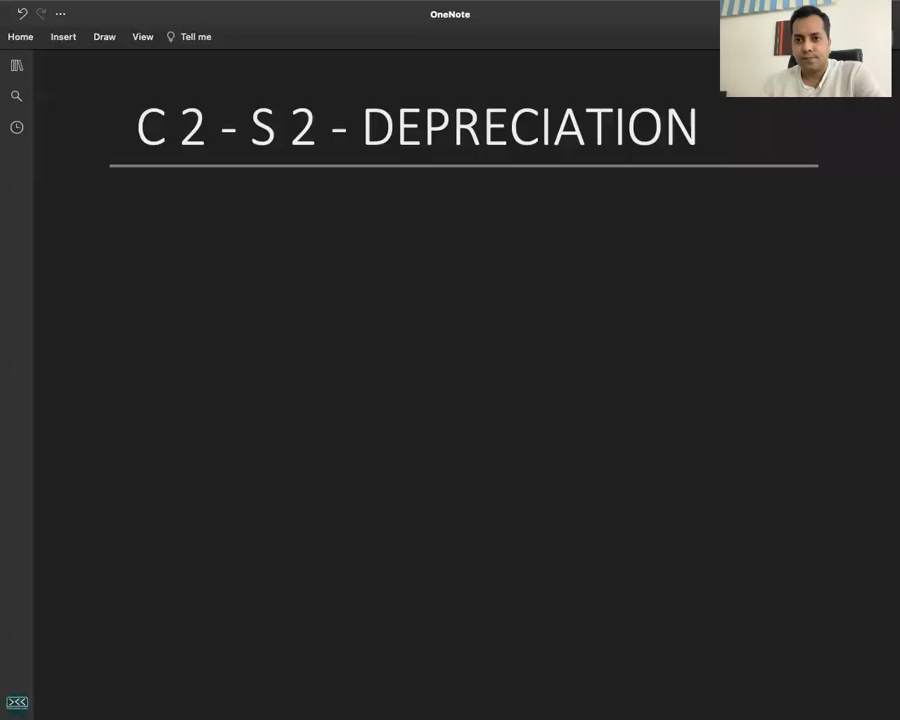 OneNote
Home Insert Draw View Tell me
C 2 - S 2 - DEPRECIATION